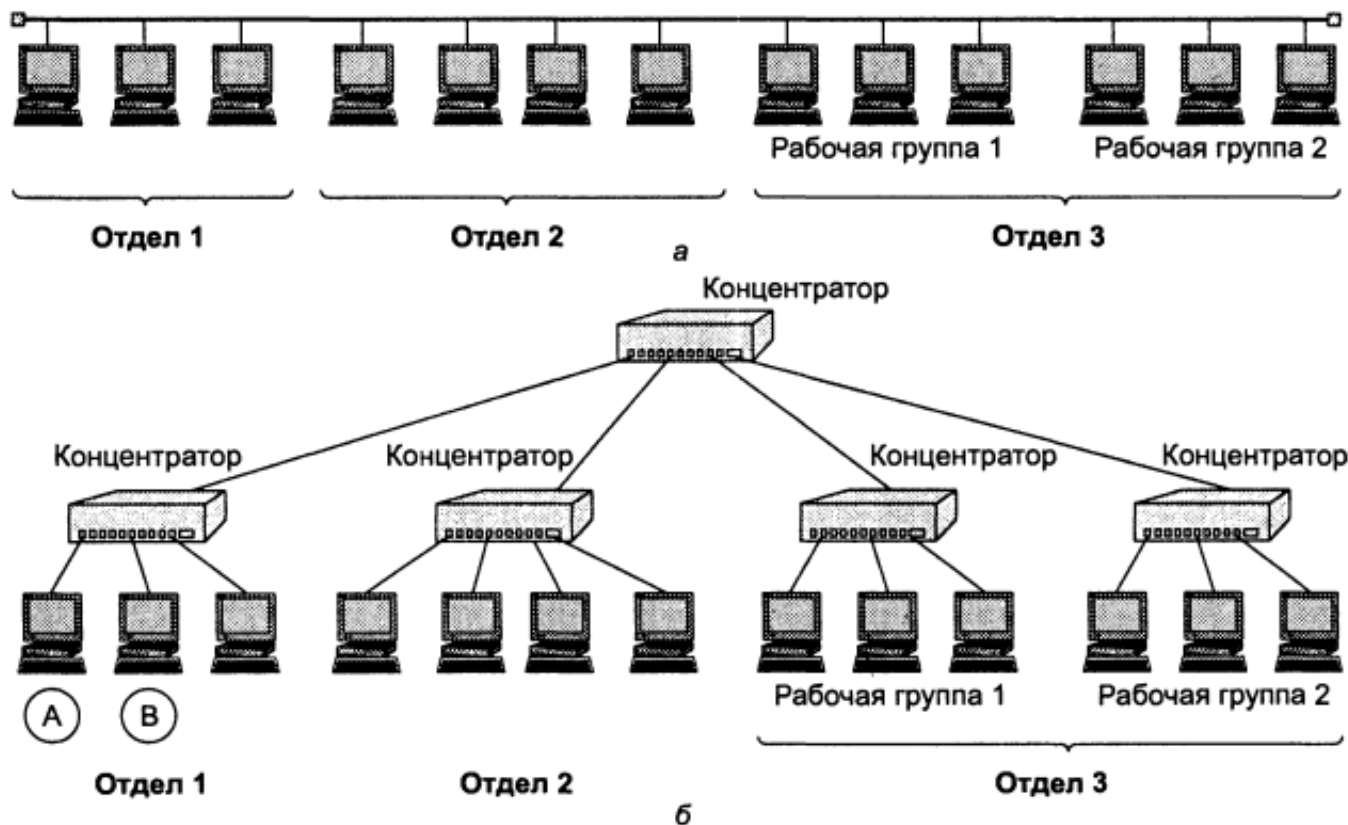 Рабочая группа 1 Рабочая группа 2
Отдел 1 Отдел 2 Отдел 3
а
Концентратор
Концентратор Концентратор Концентратор Концентратор
Рабочая группа 1 Рабочая группа 2
A B
Отдел 1 Отдел 2 Отдел 3
б